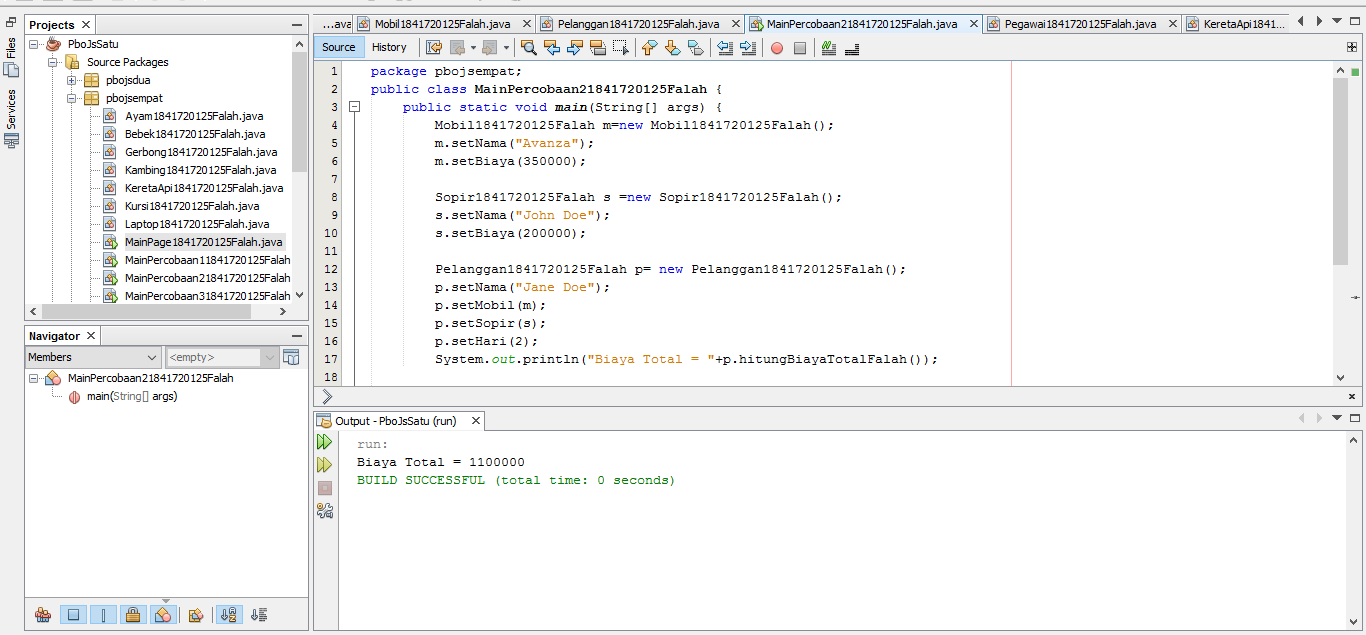 ...ava
Mobil1841720125Falah.java
Pelanggan1841720125Falah.java
MainPercobaan21841720125Falah.java
Pegawai1841720125Falah.java
KeretaApi1841...
Files
Services
Projects
PboJsSatu
Source Packages
pbojsdua
pbojsempat
Ayam1841720125Falah.java
Bebek1841720125Falah.java
Gerbong1841720125Falah.java
Kambing1841720125Falah.java
KeretaApi1841720125Falah.java
Kursi1841720125Falah.java
Laptop1841720125Falah.java
MainPage1841720125Falah.java
MainPercobaan11841720125Falah
MainPercobaan21841720125Falah
MainPercobaan31841720125Falah
Navigator
Members
<empty>
MainPercobaan21841720125Falah
main(String[] args)
Source
History
1 package pbojsempat;
2 public class MainPercobaan21841720125Falah {
3 public static void main(String[] args) {
4 Mobil1841720125Falah m=new Mobil1841720125Falah();
5 m.setNama("Avanza");
6 m.setBiaya(350000);
7
8 Sopir1841720125Falah s =new Sopir1841720125Falah();
9 s.setNama("John Doe");
10 s.setBiaya(200000);
11
12 Pelanggan1841720125Falah p= new Pelanggan1841720125Falah();
13 p.setNama("Jane Doe");
14 p.setMobil(m);
15 p.setSopir(s);
16 p.setHari(2);
17 System.out.println("Biaya Total = "+p.hitungBiayaTotalFalah());
18
Output - PboJsSatu (run)
run:
Biaya Total = 1100000
BUILD SUCCESSFUL (total time: 0 seconds)